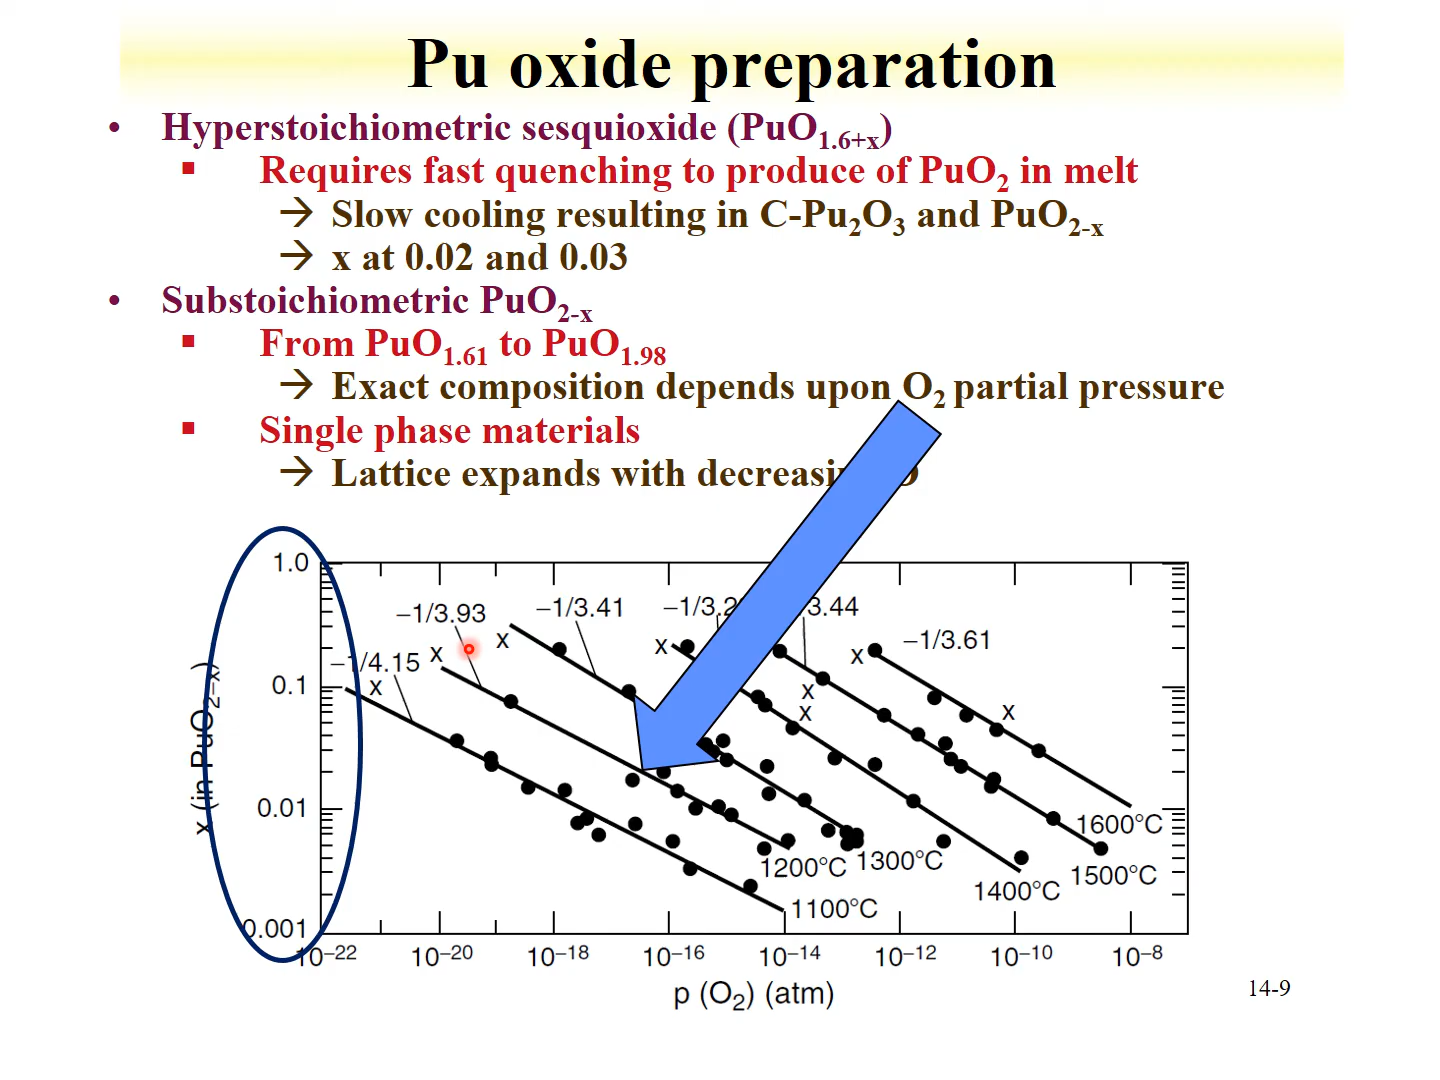 Pu oxide preparation
• Hyperstoichiometric sesquioxide (PuO1.6+x)
▪ Requires fast quenching to produce of PuO2 in melt
→ Slow cooling resulting in C-Pu2O3 and PuO2-x
→ x at 0.02 and 0.03
• Substoichiometric PuO2-x
▪ From PuO1.61 to PuO1.98
→ Exact composition depends upon O2 partial pressure
▪ Single phase materials
→ Lattice expands with
x (in PuO2−x)
1.0
0.1
0.01
0.001
−1/3.93
−1/3.41
3.44
−1/3.61
−1/4.15
x
x
x
x
x
x
x
x
1600°C
1500°C
1400°C
1300°C
1200°C
1100°C
10−22
10−20
10−18
10−16
10−14
10−12
10−10
10−8
p (O2) (atm)
14-9